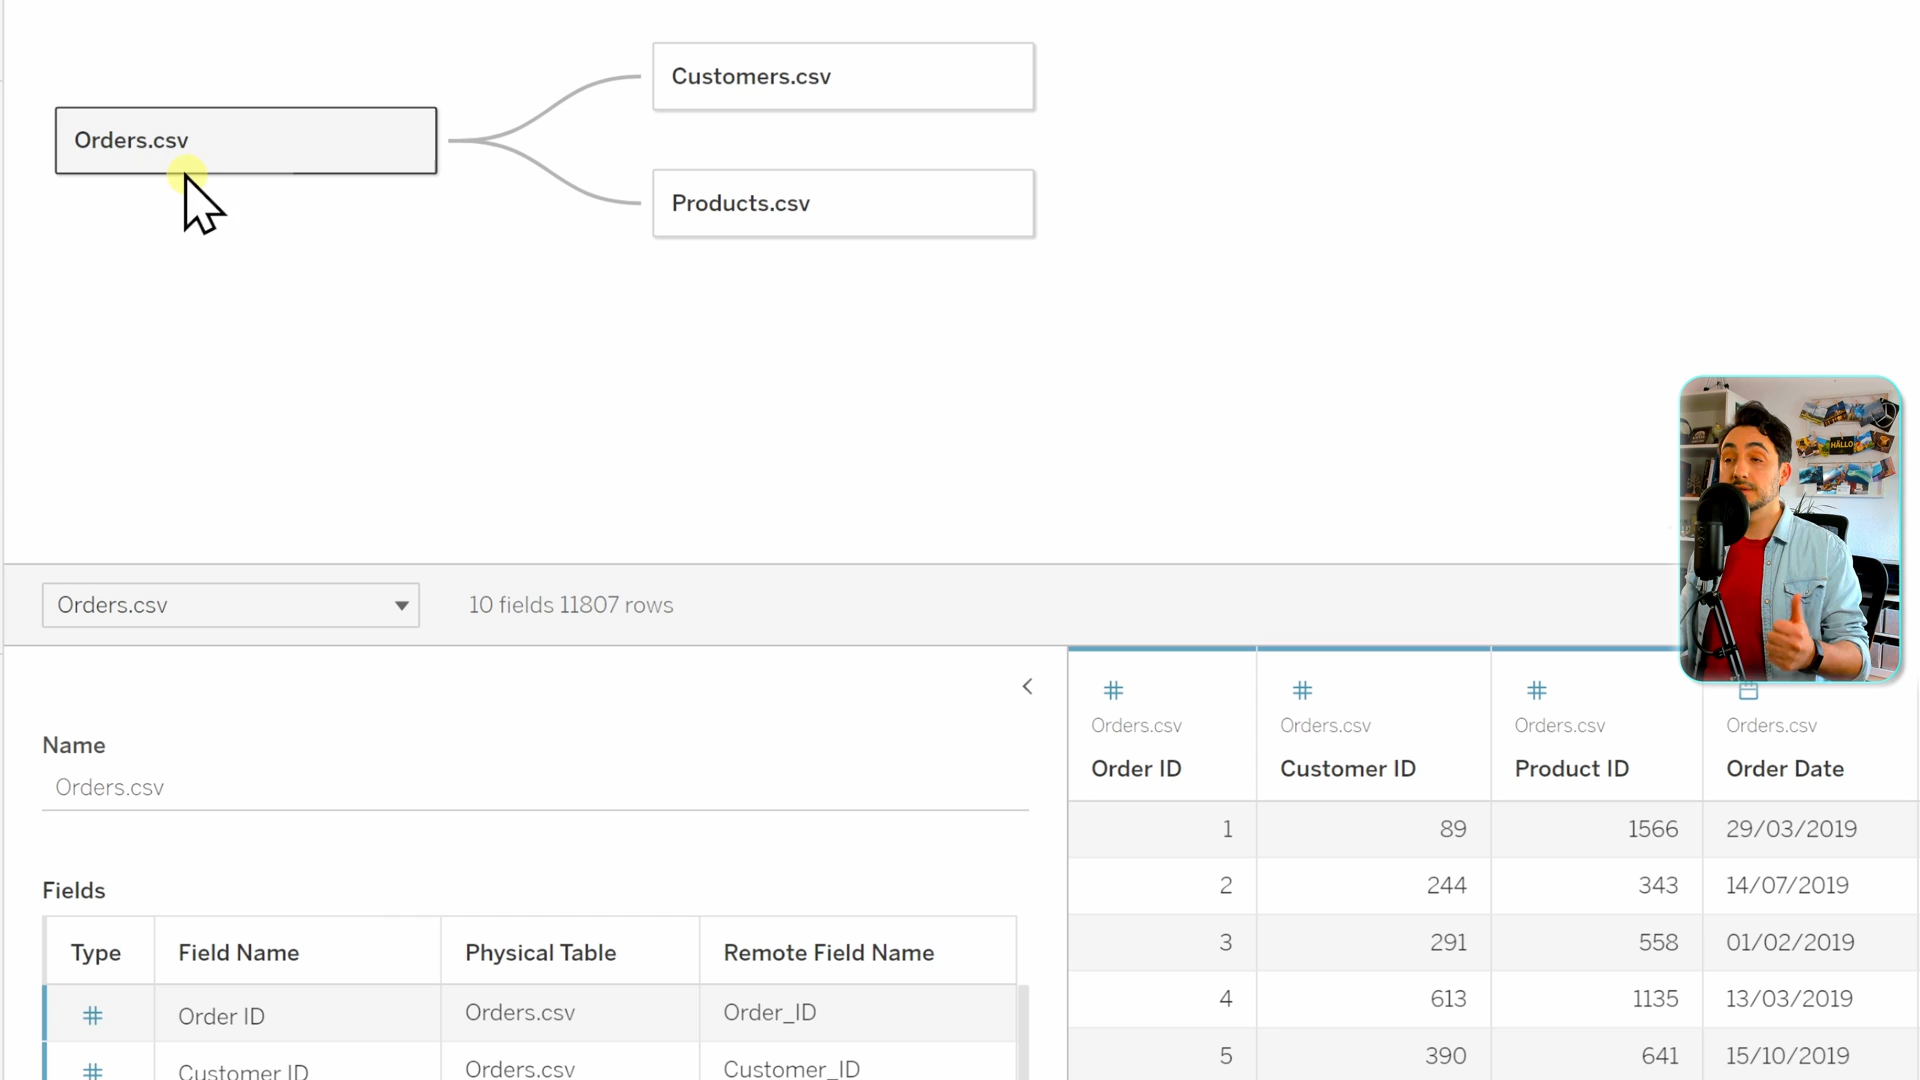 Customers.csv
Orders.csv
Products.csv
HALLO
Orders.csv
10 fields 11807 rows
Name
Orders.csv
Fields
Type Field Name Physical Table Remote Field Name
Order ID Orders.csv Order_ID
Customer ID Orders.csv Customer_ID
Orders.csv Orders.csv Orders.csv Orders.csv
Order ID Customer ID Product ID Order Date
1 89 1566 29/03/2019
2 244 343 14/07/2019
3 291 558 01/02/2019
4 613 1135 13/03/2019
5 390 641 15/10/2019